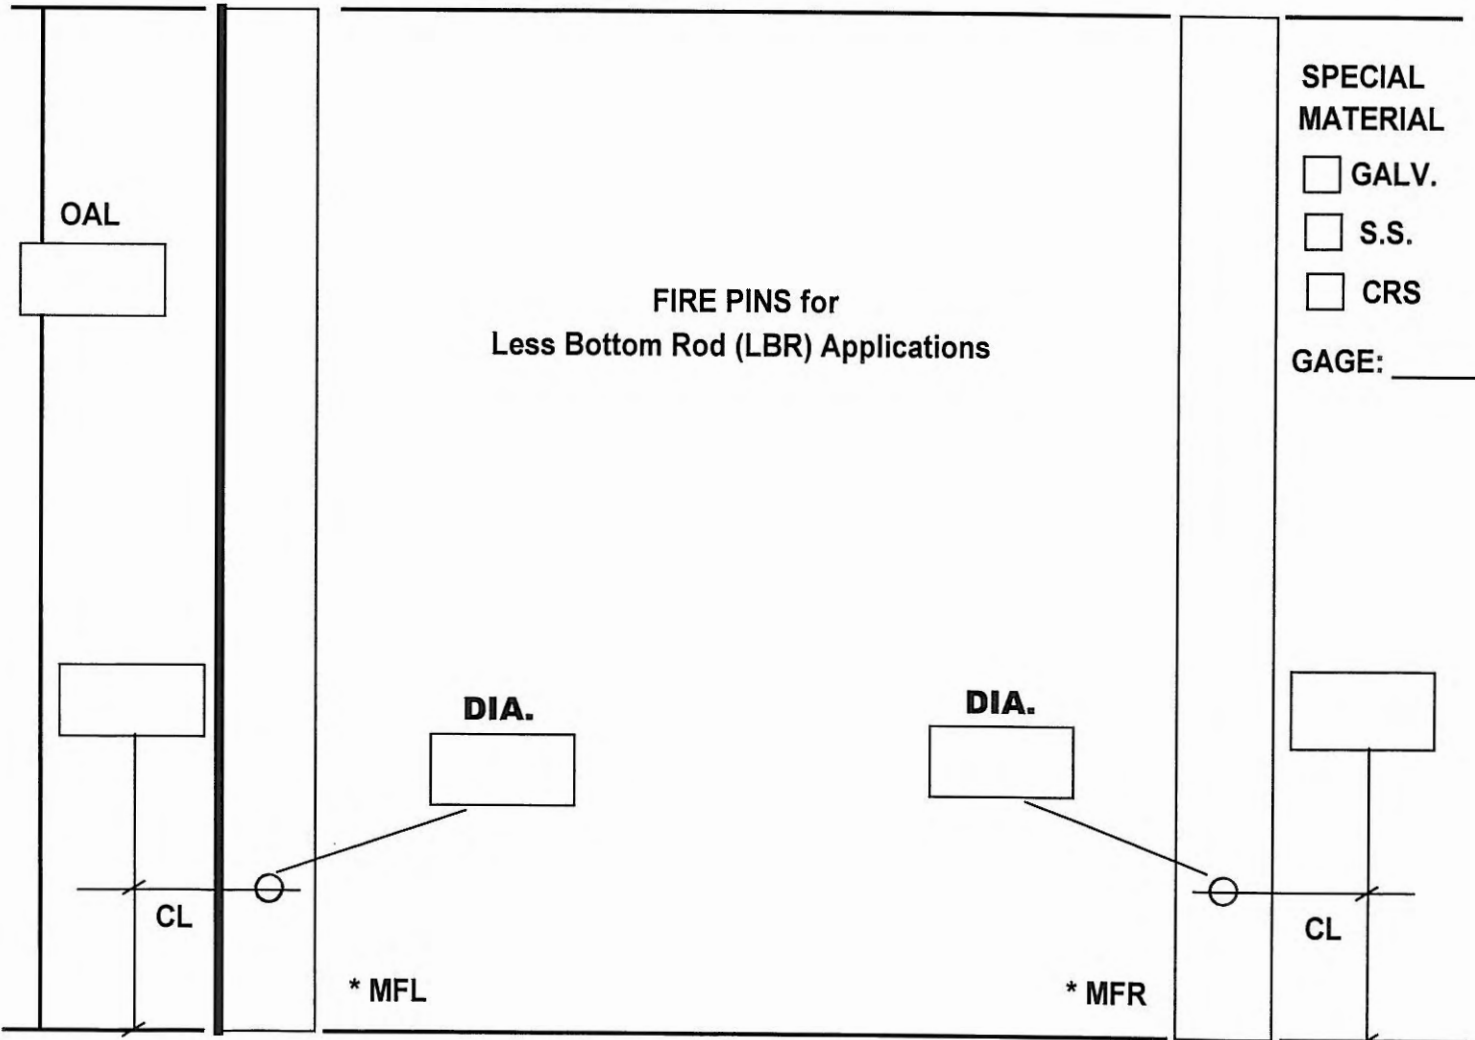 SPECIAL
MATERIAL
GALV.
S.S.
CRS
GAGE:
OAL
FIRE PINS for
Less Bottom Rod (LBR) Applications
DIA.
DIA.
CL
CL
* MFL
* MFR